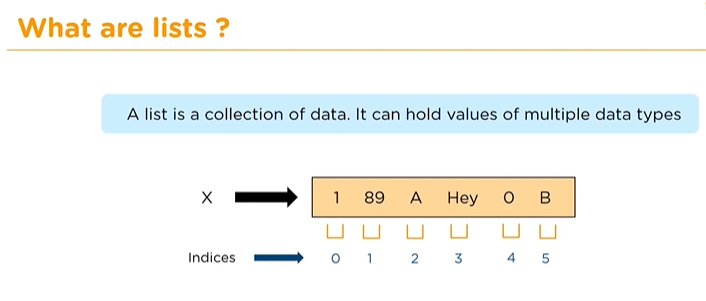 What are lists ?
A list is a collection of data. It can hold values of multiple data types
X 1 89 A Hey 0 B
Indices 0 1 2 3 4 5